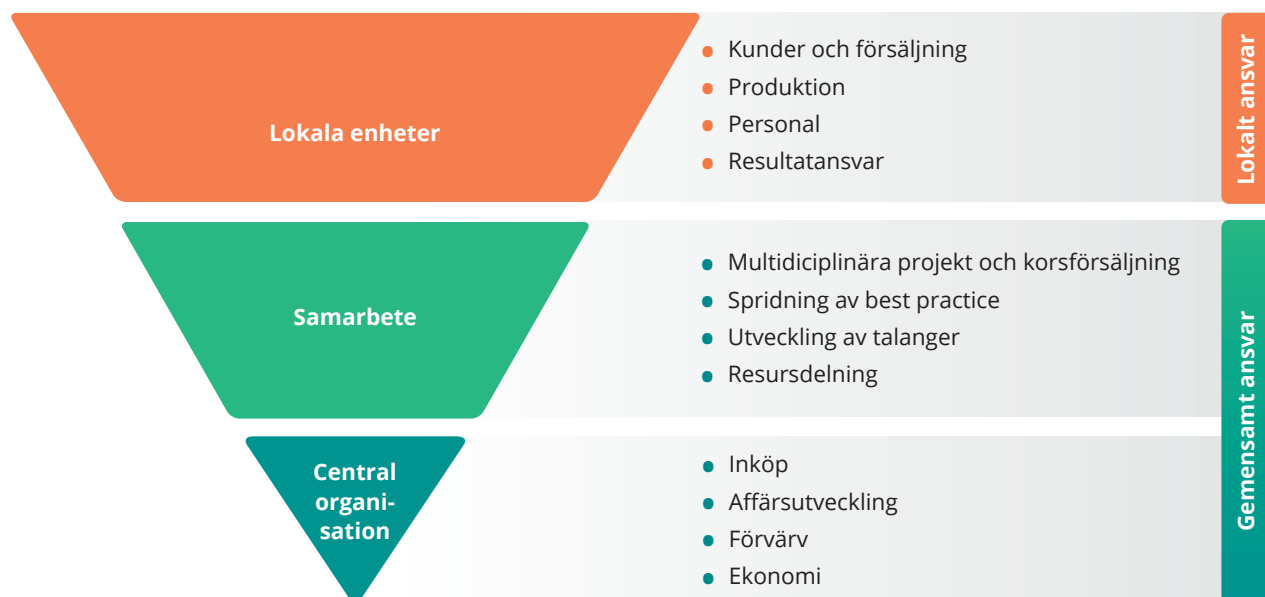 Lokala enheter
Kunder och försäljning
Produktion
Personal
Resultatansvar
Lokalt ansvar
Samarbete
Multidiciplinära projekt och korsförsäljning
Spridning av best practice
Utveckling av talanger
Resursdelning
Gemensamt ansvar
Central
organi-
sation
Inköp
Affärsutveckling
Förvärv
Ekonomi